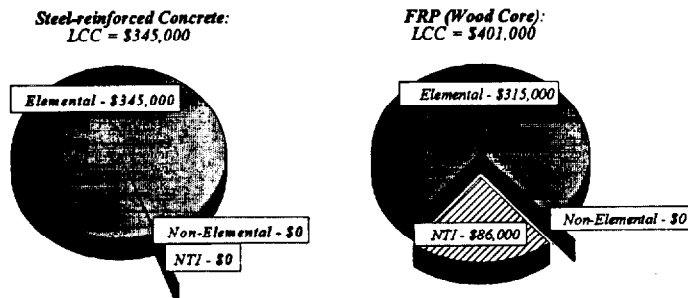 Steel-reinforced Concrete:
LCC = $345,000
Elemental - $345,000
Non-Elemental - $0
NTI - $0
FRP (Wood Core):
LCC = $401,000
Elemental - $315,000
NTI - $86,000
Non-Elemental - $0